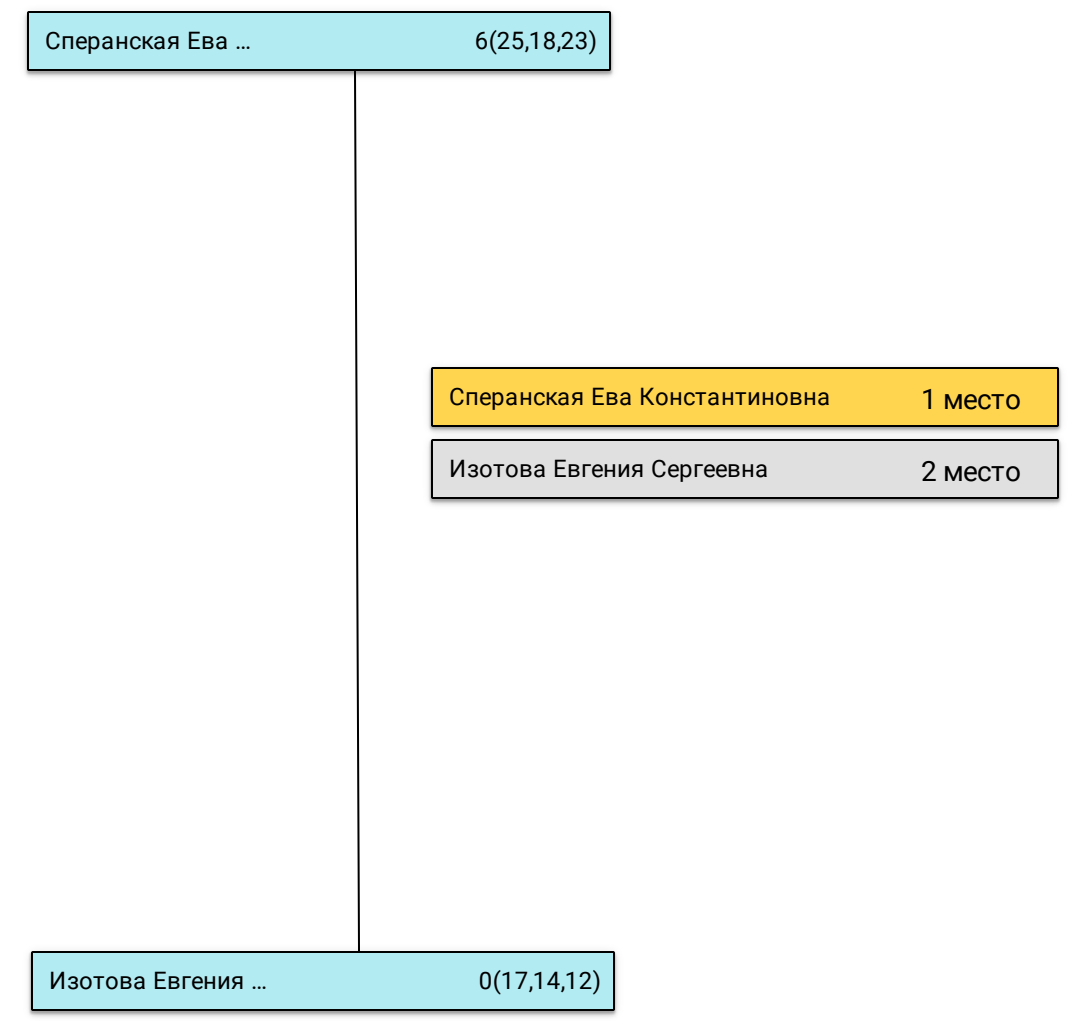 Сперанская Ева ... 6(25,18,23)
Сперанская Ева Константиновна 1 место
Изотова Евгения Сергеевна 2 место
Изотова Евгения ... 0(17,14,12)